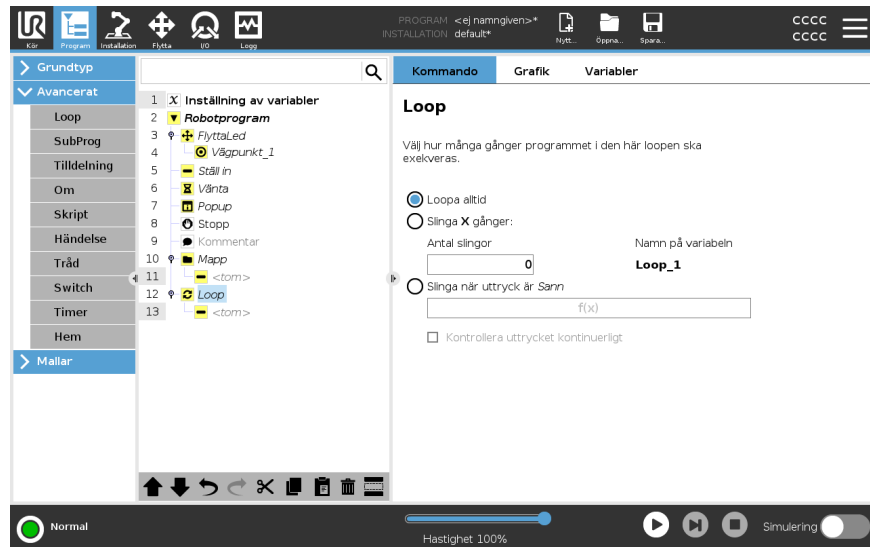 PROGRAM <ej namngiven>*
INSTALLATION default*
Kör
Program
Installation
Flytta
I/O
Logg
Nytt...
Öppna...
Spara...
CCCC
CCCC
Grundtyp
Avancerat
Loop
SubProg
Tilldelning
Om
Skript
Händelse
Tråd
Switch
Timer
Hem
Mallar
1 X Inställning av variabler
2 Robotprogram
3 FlyttaLed
4 Vägpunkt_1
5 Ställ in
6 Vänta
7 Popup
8 Stopp
9 Kommentar
10 Mapp
11 <tom>
12 Loop
13 <tom>
Kommando
Grafik
Variabler
Loop
Välj hur många gånger programmet i den här loopen ska
exekveras.
Loopa alltid
Slinga X gånger:
Antal slingor
Namn på variabeln
0
Loop_1
Slinga när uttryck är Sann
f(x)
Kontrollera uttrycket kontinuerligt
Normal
Hastighet 100%
Simulering